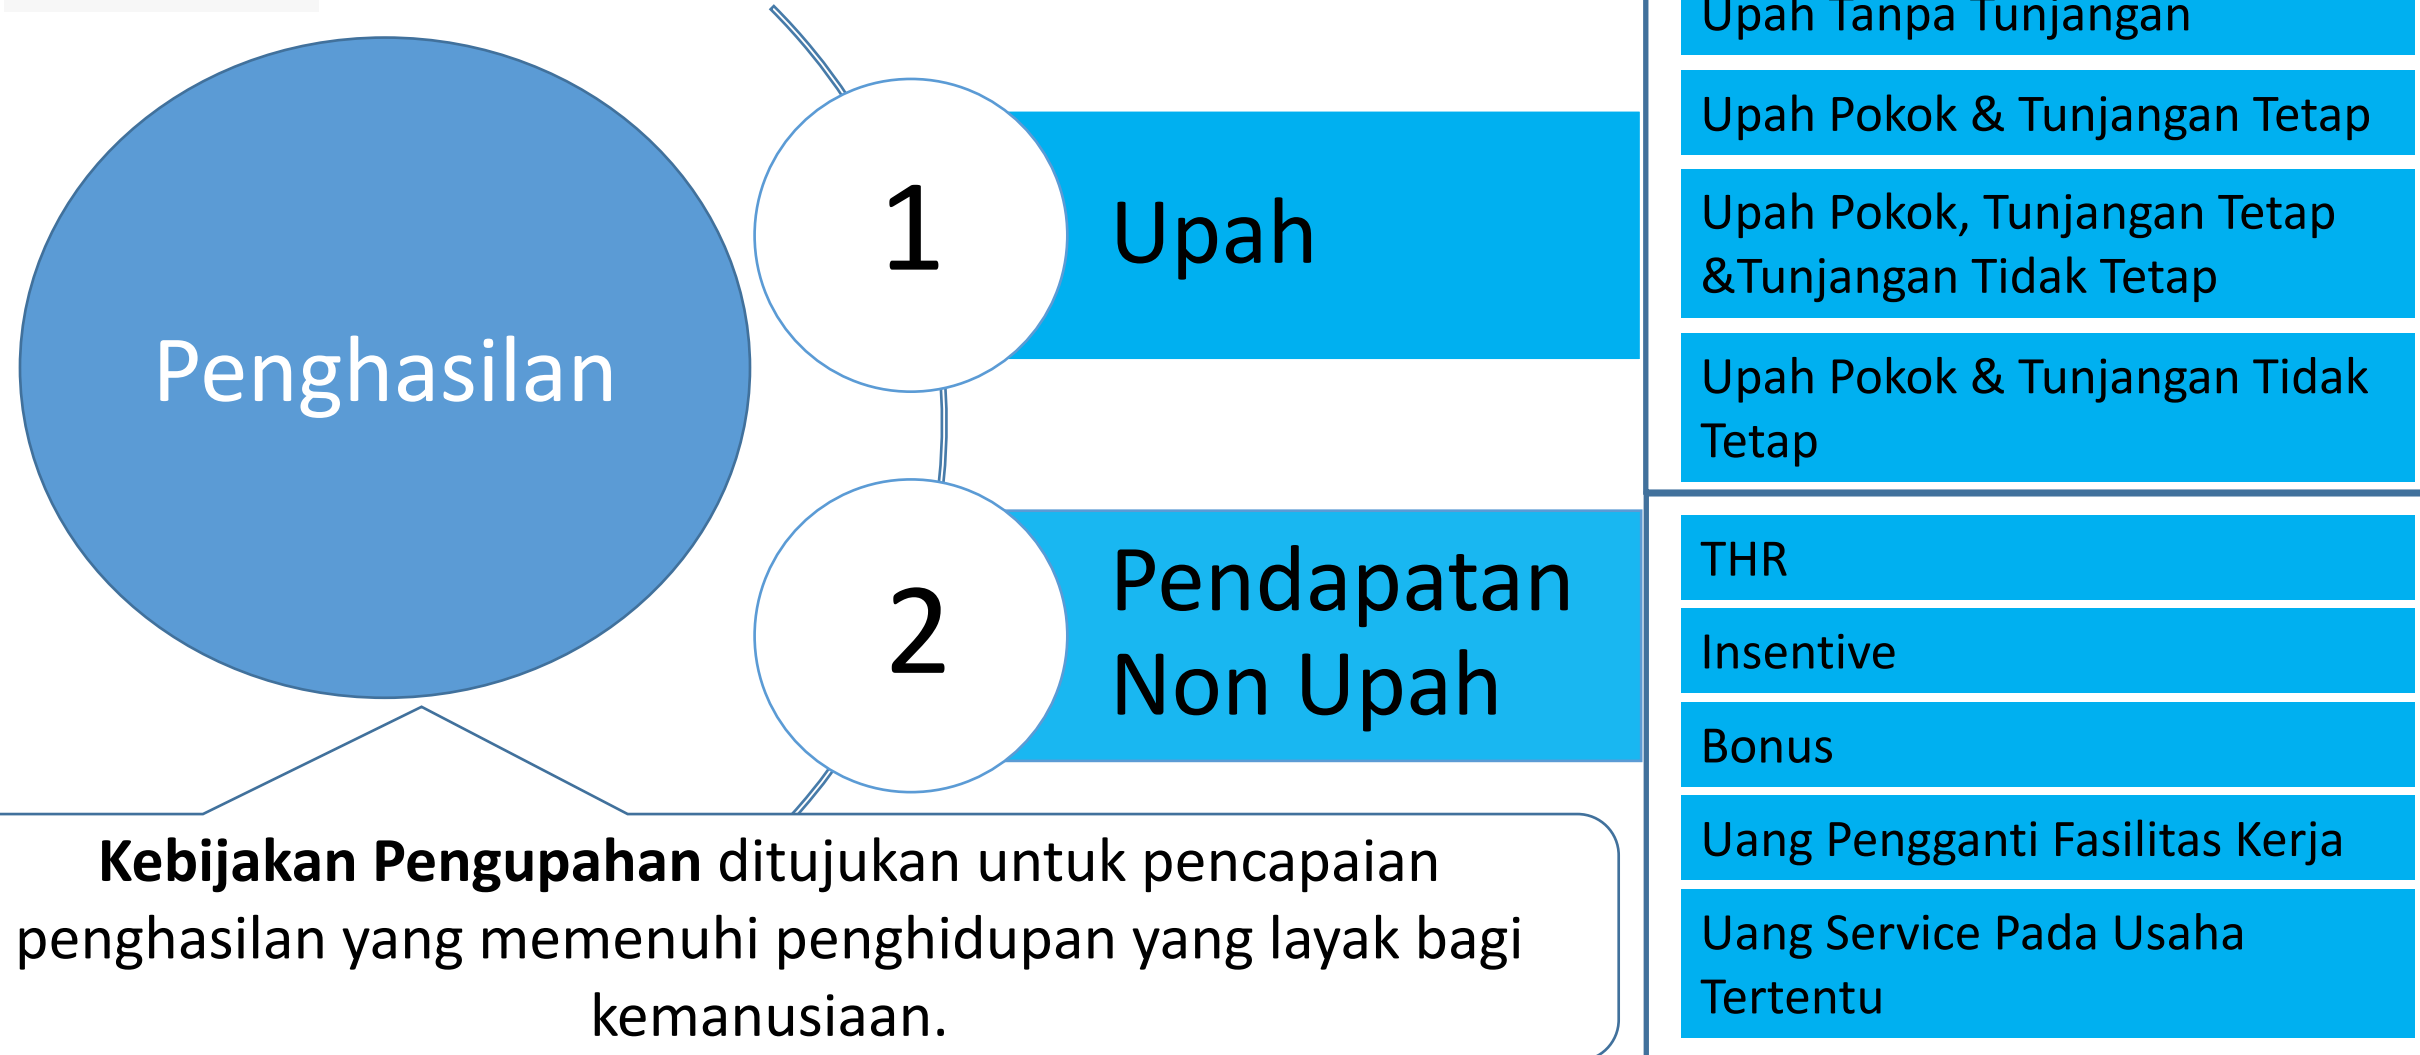 Penghasilan
1
Upah
2
Pendapatan
Non Upah
Kebijakan Pengupahan ditujukan untuk pencapaian
penghasilan yang memenuhi penghidupan yang layak bagi
kemanusiaan.
Upah Tanpa Tunjangan
Upah Pokok & Tunjangan Tetap
Upah Pokok, Tunjangan Tetap
&Tunjangan Tidak Tetap
Upah Pokok & Tunjangan Tidak
Tetap
THR
Insentive
Bonus
Uang Pengganti Fasilitas Kerja
Uang Service Pada Usaha
Tertentu